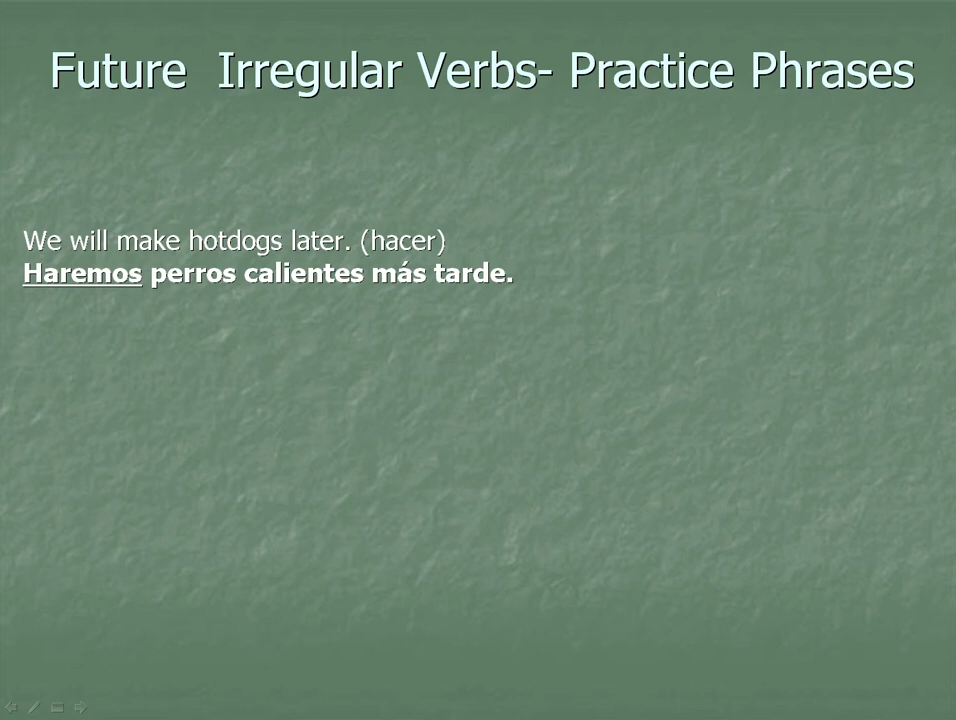 Future  Irregular Verbs- Practice Phrases
We will make hotdogs later. (hacer)
Haremos perros calientes más tarde.